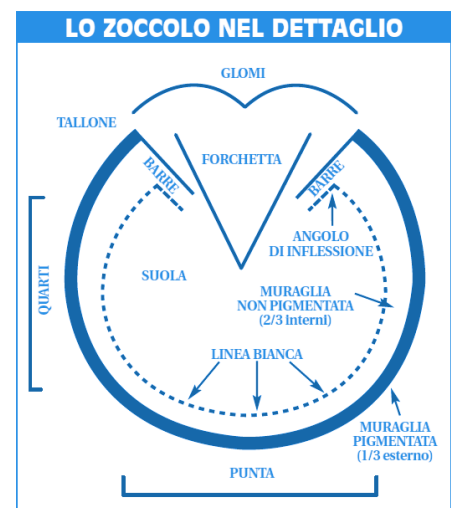 LO ZOCCOLO NEL DETTAGLIO
GLOMI
TALLONE
BARRE
FORCHETTA
BARRE
ANGOLO
DI INFLESSIONE
QUARTI
SUOLA
MURAGLIA
NON PIGMENTATA
(2/3 interni)
LINEA BIANCA
MURAGLIA
PIGMENTATA
(1/3 esterno)
PUNTA